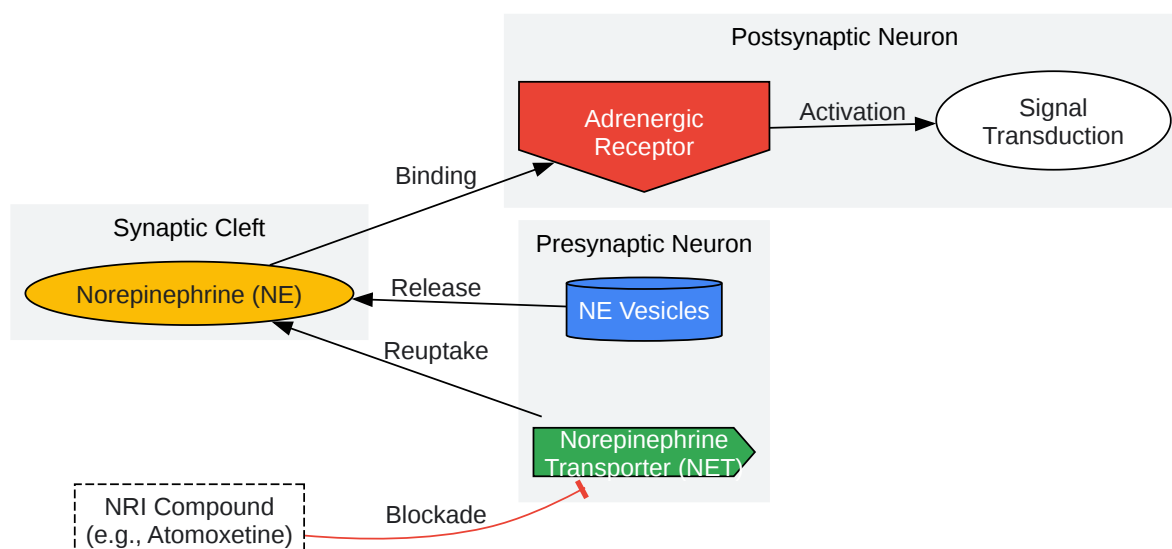 Postsynaptic Neuron
Adrenergic
Receptor
Activation
Signal
Transduction
Binding
Synaptic Cleft
Norepinephrine (NE)
Release
Reuptake
Presynaptic Neuron
NE Vesicles
Norepinephrine
Transporter (NET)
NRI Compound
(e.g., Atomoxetine)
Blockade